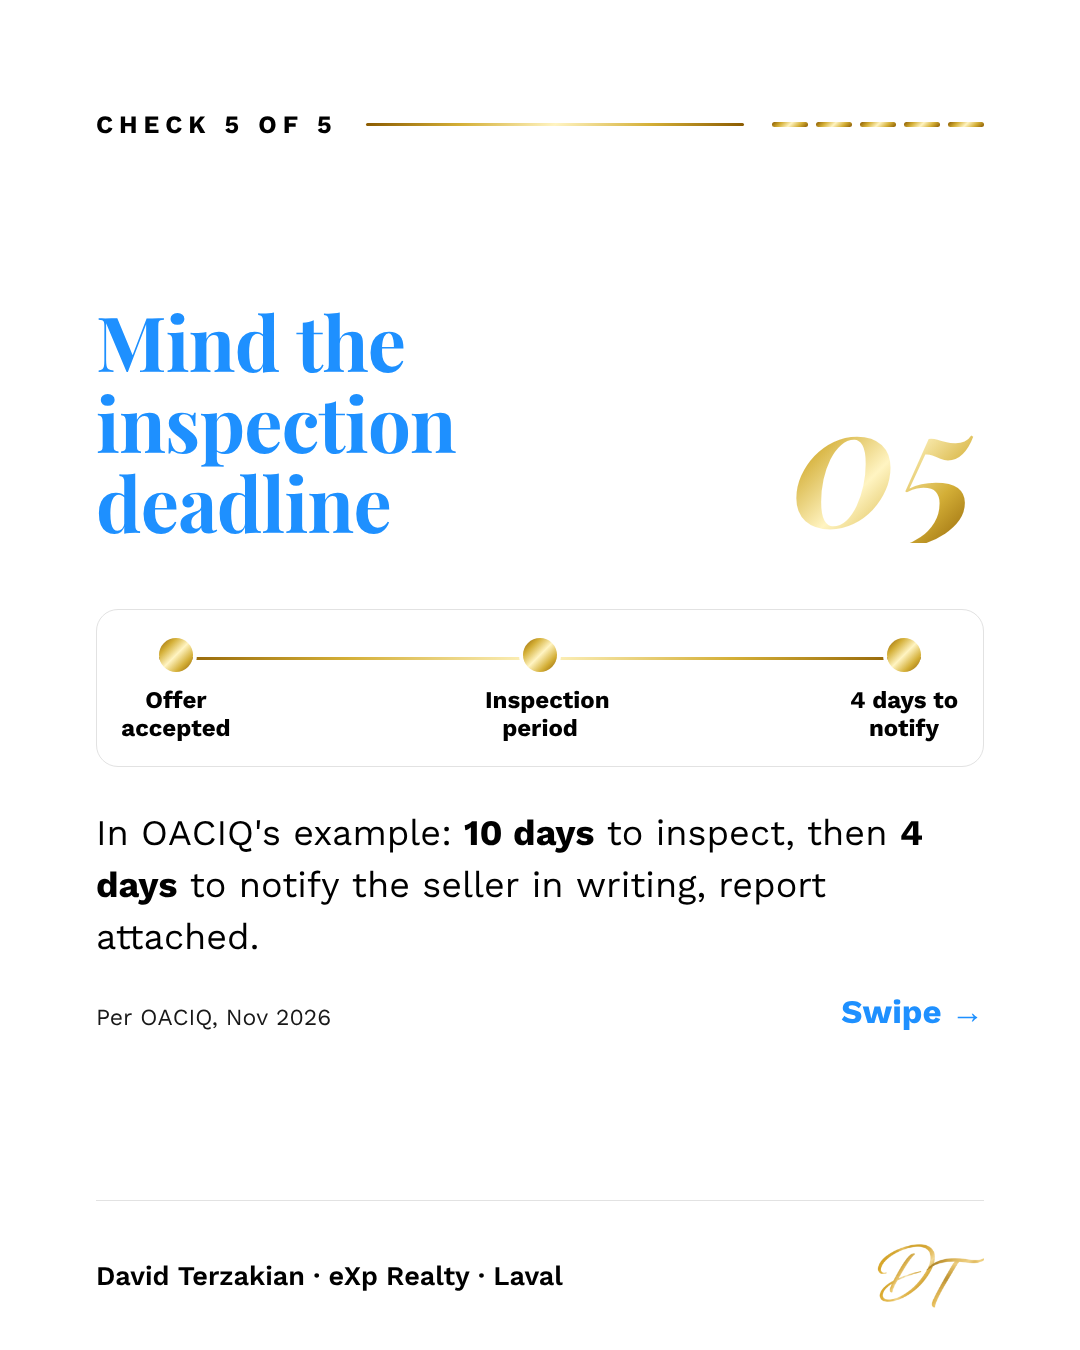 CHECK 5 OF 5
Mind the
inspection
deadline
05
Offer
accepted
Inspection
period
4 days to
notify
In OACIQ's example: 10 days to inspect, then 4
days to notify the seller in writing, report
attached.
Per OACIQ, Nov 2026
Swipe →
David Terzakian · eXp Realty · Laval
DT